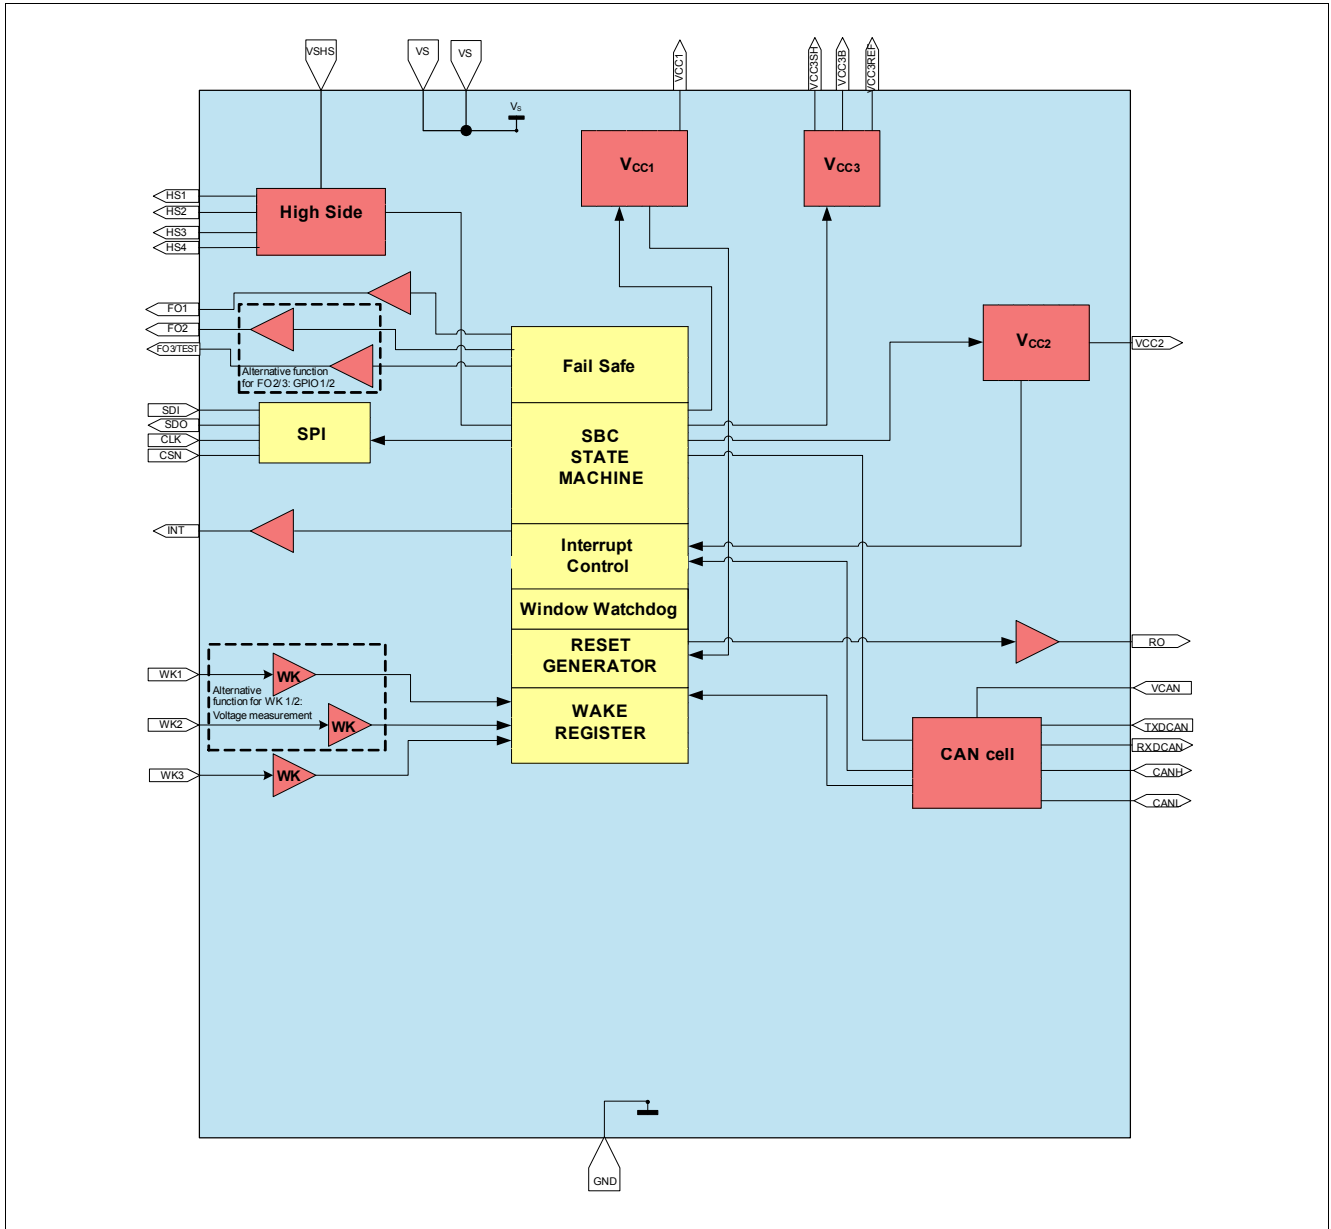 VSHS
VS
VS
VCC1
VCC3SH
VCC3B
VCC3REF
VS
VCC1
VCC3
HS1
HS2
HS3
HS4
High Side
FO1
FO2
FO3/TEST
Alternative function
for FO2/3: GPIO1/2
Fail Safe
VCC2
VCC2
SDI
SDO
CLK
CSN
SPI
SBC
STATE
MACHINE
INT
Interrupt
Control
Window Watchdog
RESET
GENERATOR
RO
WK1
WK
Alternative
function for WK 1/2:
Voltage measurement
WK2
WK
WK3
WK
WAKE
REGISTER
CAN cell
VCAN
TXDCAN
RXDCAN
CANH
CANL
GND